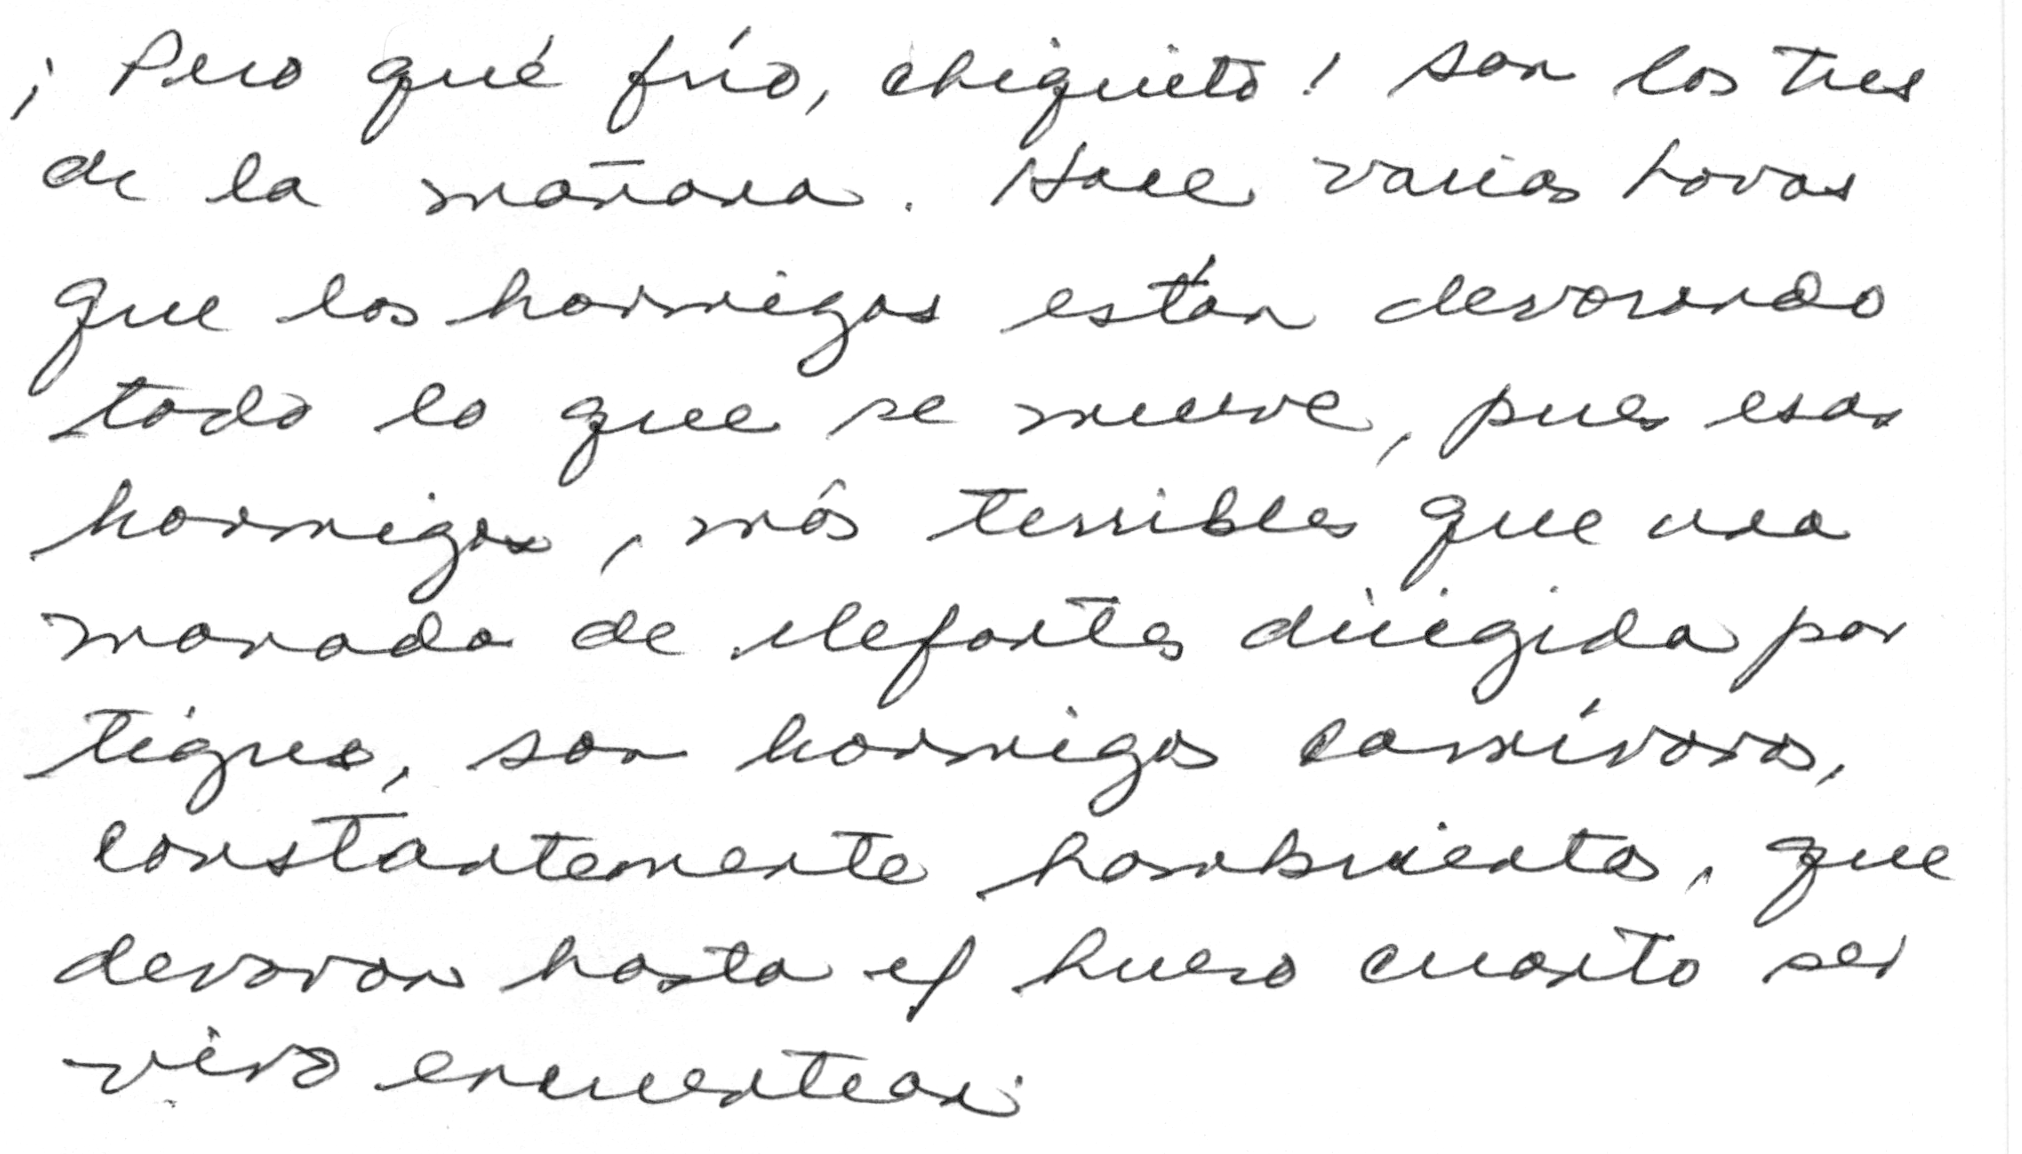 ¡Pero qué frío, chiquito! Son las tres
de la mañana. Hace varias horas
que las hormigas están devorando
todo lo que se mueve, pues esas
hormigas, más terribles que una
manada de elefantes dirigida por
tigres, son hormigas carnívoras,
constantemente hambrientas, que
devoran hasta el hueso cuanto ser
vivo encuentran.